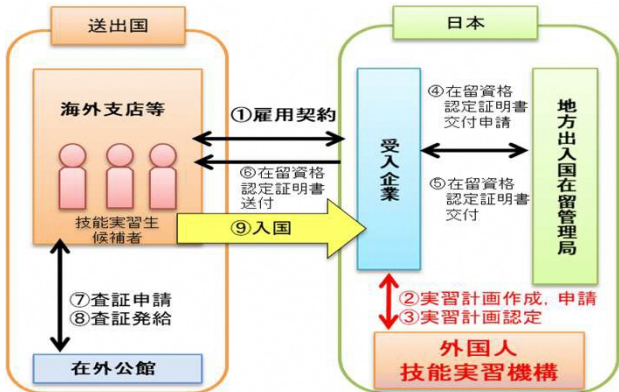 送出国
日本
海外支店等
技能実習生
候補者
①雇用契約
⑥在留資格
認定証明書
送付
⑨入国
⑦査証申請
⑧査証発給
在外公館
受入企業
④在留資格
認定証明書
交付申請
⑤在留資格
認定証明書
交付
地方出入国在留管理局
②実習計画作成，申請
③実習計画認定
外国人
技能実習機構